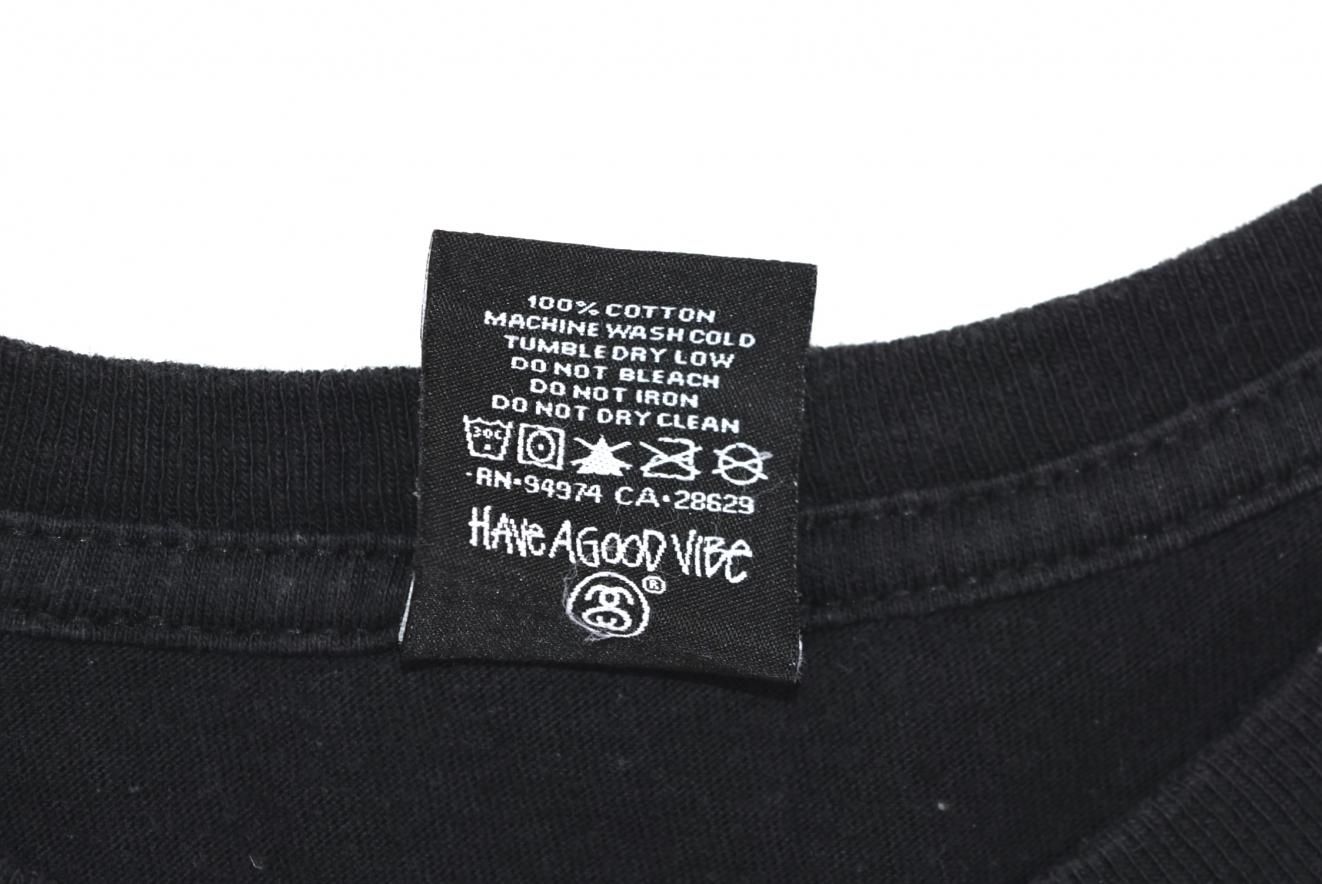 100% COTTON
MACHINE WASH COLD
TUMBLE DRY LOW
DO NOT BLEACH
DO NOT IRON
DO NOT DRY CLEAN
30C
RN•94974 CA•28629
HAVE A GOOD VIBE
®